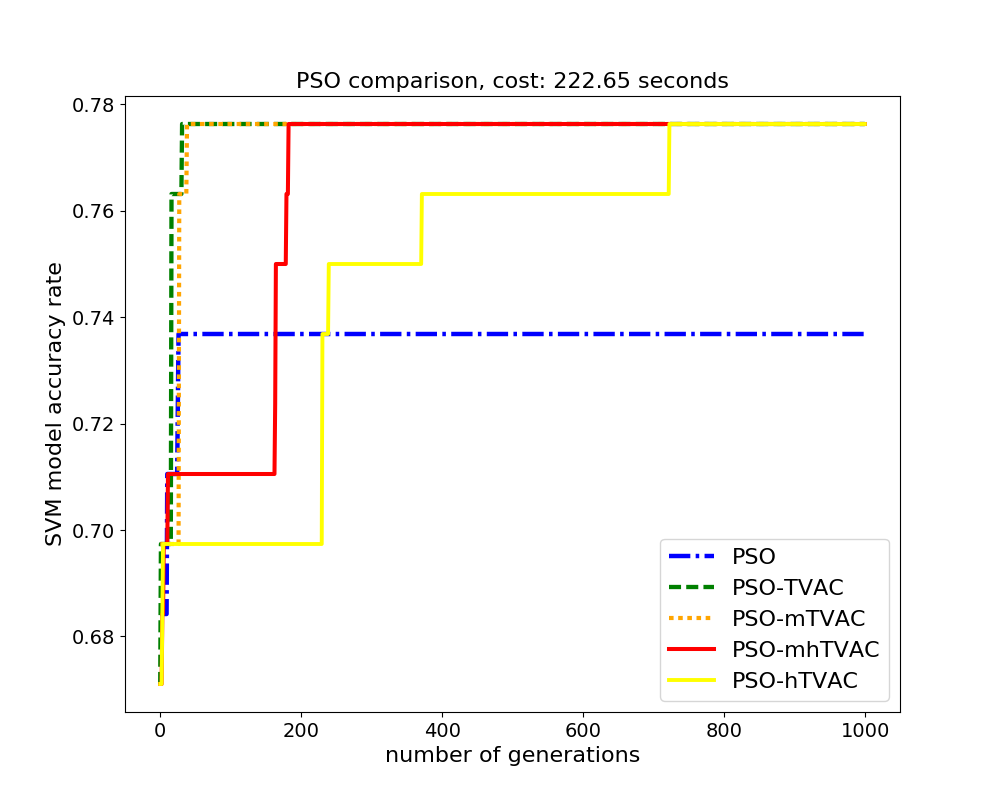 PSO comparison, cost: 222.65 seconds
0.78
0.76
0.74
0.72
0.70
0.68
SVM model accuracy rate
PSO
PSO-TVAC
PSO-mTVAC
PSO-mhTVAC
PSO-hTVAC
0 200 400 600 800 1000
number of generations